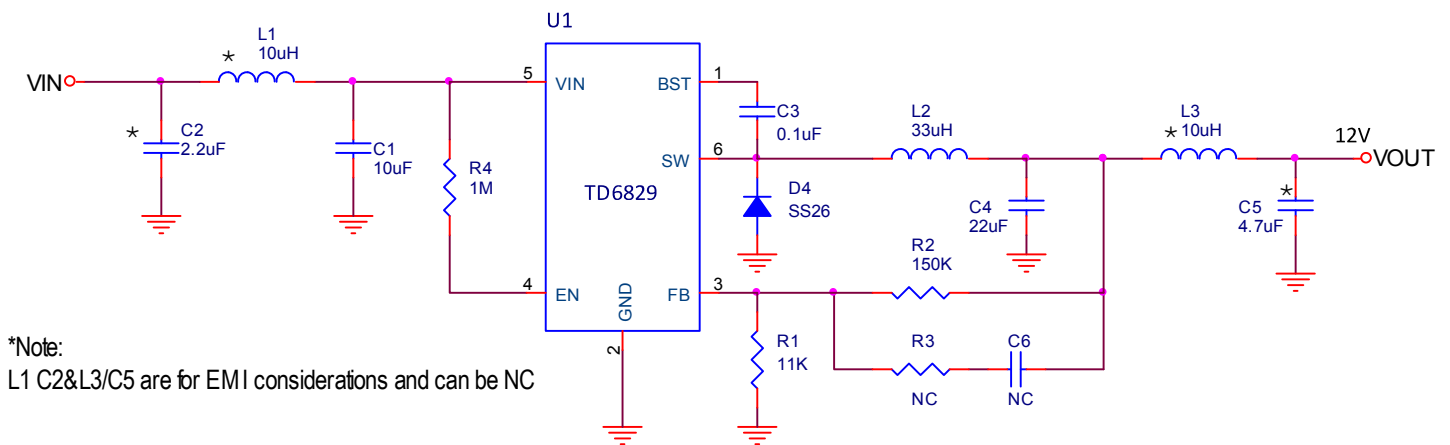 U1
L1
10uH
*
VIN
5
VIN
BST
1
C2
2.2uF
*
C1
10uF
R4
1M
C3
0.1uF
SW
6
TD6829
D4
SS26
L2
33uH
L3
* 10uH
12V
VOUT
C4
22uF
*
C5
4.7uF
R2
150K
4
EN
GND
2
FB
3
R1
11K
R3
NC
C6
NC
*Note:
L1 C2&L3/C5 are for EMI considerations and can be NC